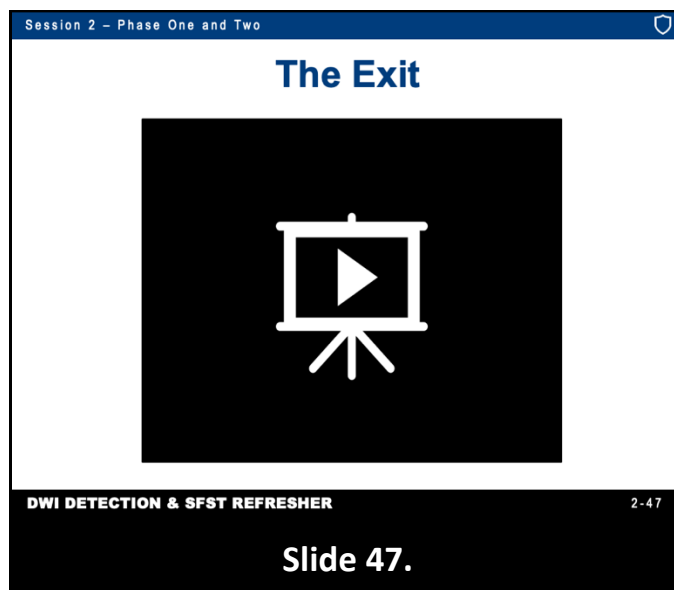 Session 2 – Phase One and Two
The Exit
DWI DETECTION & SFST REFRESHER
2-47
Slide 47.